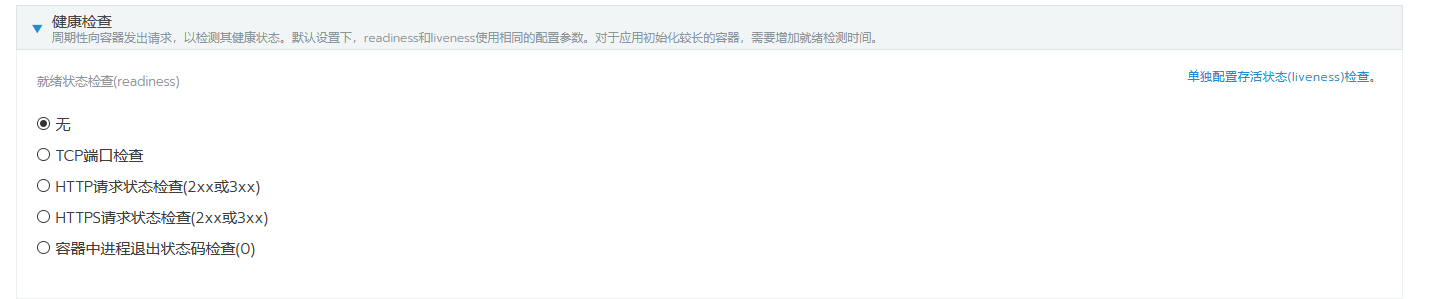 健康检查
周期性向容器发出请求，以检测其健康状态。默认设置下，readiness和liveness使用相同的配置参数。对于应用初始化较长的容器，需要增加就绪检测时间。
就绪状态检查(readiness)
单独配置存活状态(liveness)检查。
无
TCP端口检查
HTTP请求状态检查(2xx或3xx)
HTTPS请求状态检查(2xx或3xx)
容器中进程退出状态码检查(0)